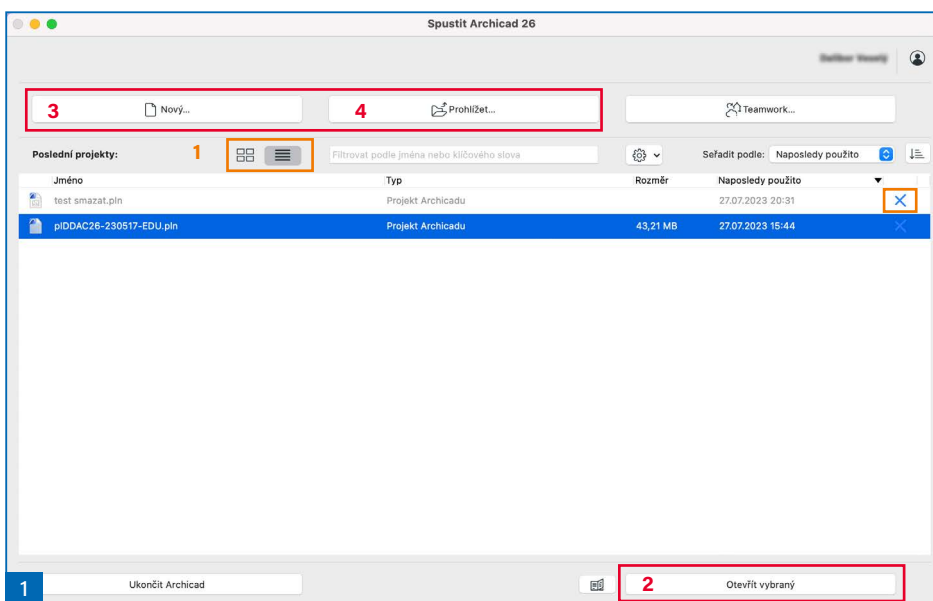 Spustit Archicad 26
3 Nový...
4 Prohlížet...
Teamwork...
Poslední projekty:
1
Filtrovat podle jména nebo klíčového slova
Seřadit podle: Naposledy použito
Jméno Typ Rozměr Naposledy použito
test smazat.pln Projekt Archicadu 27.07.2023 20:31
pIDDAC26-230517-EDU.pln Projekt Archicadu 43,21 MB 27.07.2023 15:44
1 Ukončit Archicad
2 Otevřít vybraný